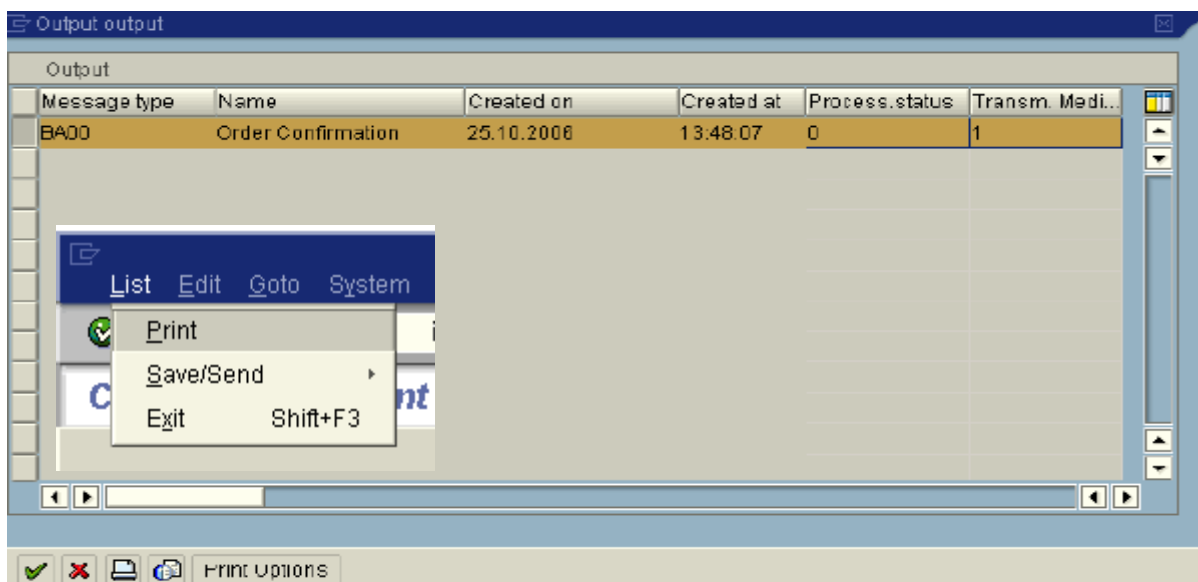 Output output
Output
Message type Name Created on Created at Process.status Transm. Medi...
BA00 Order Confirmation 25.10.2006 13:48:07 0 1
List Edit Goto System
Print
Save/Send
Exit Shift+F3
Print Options